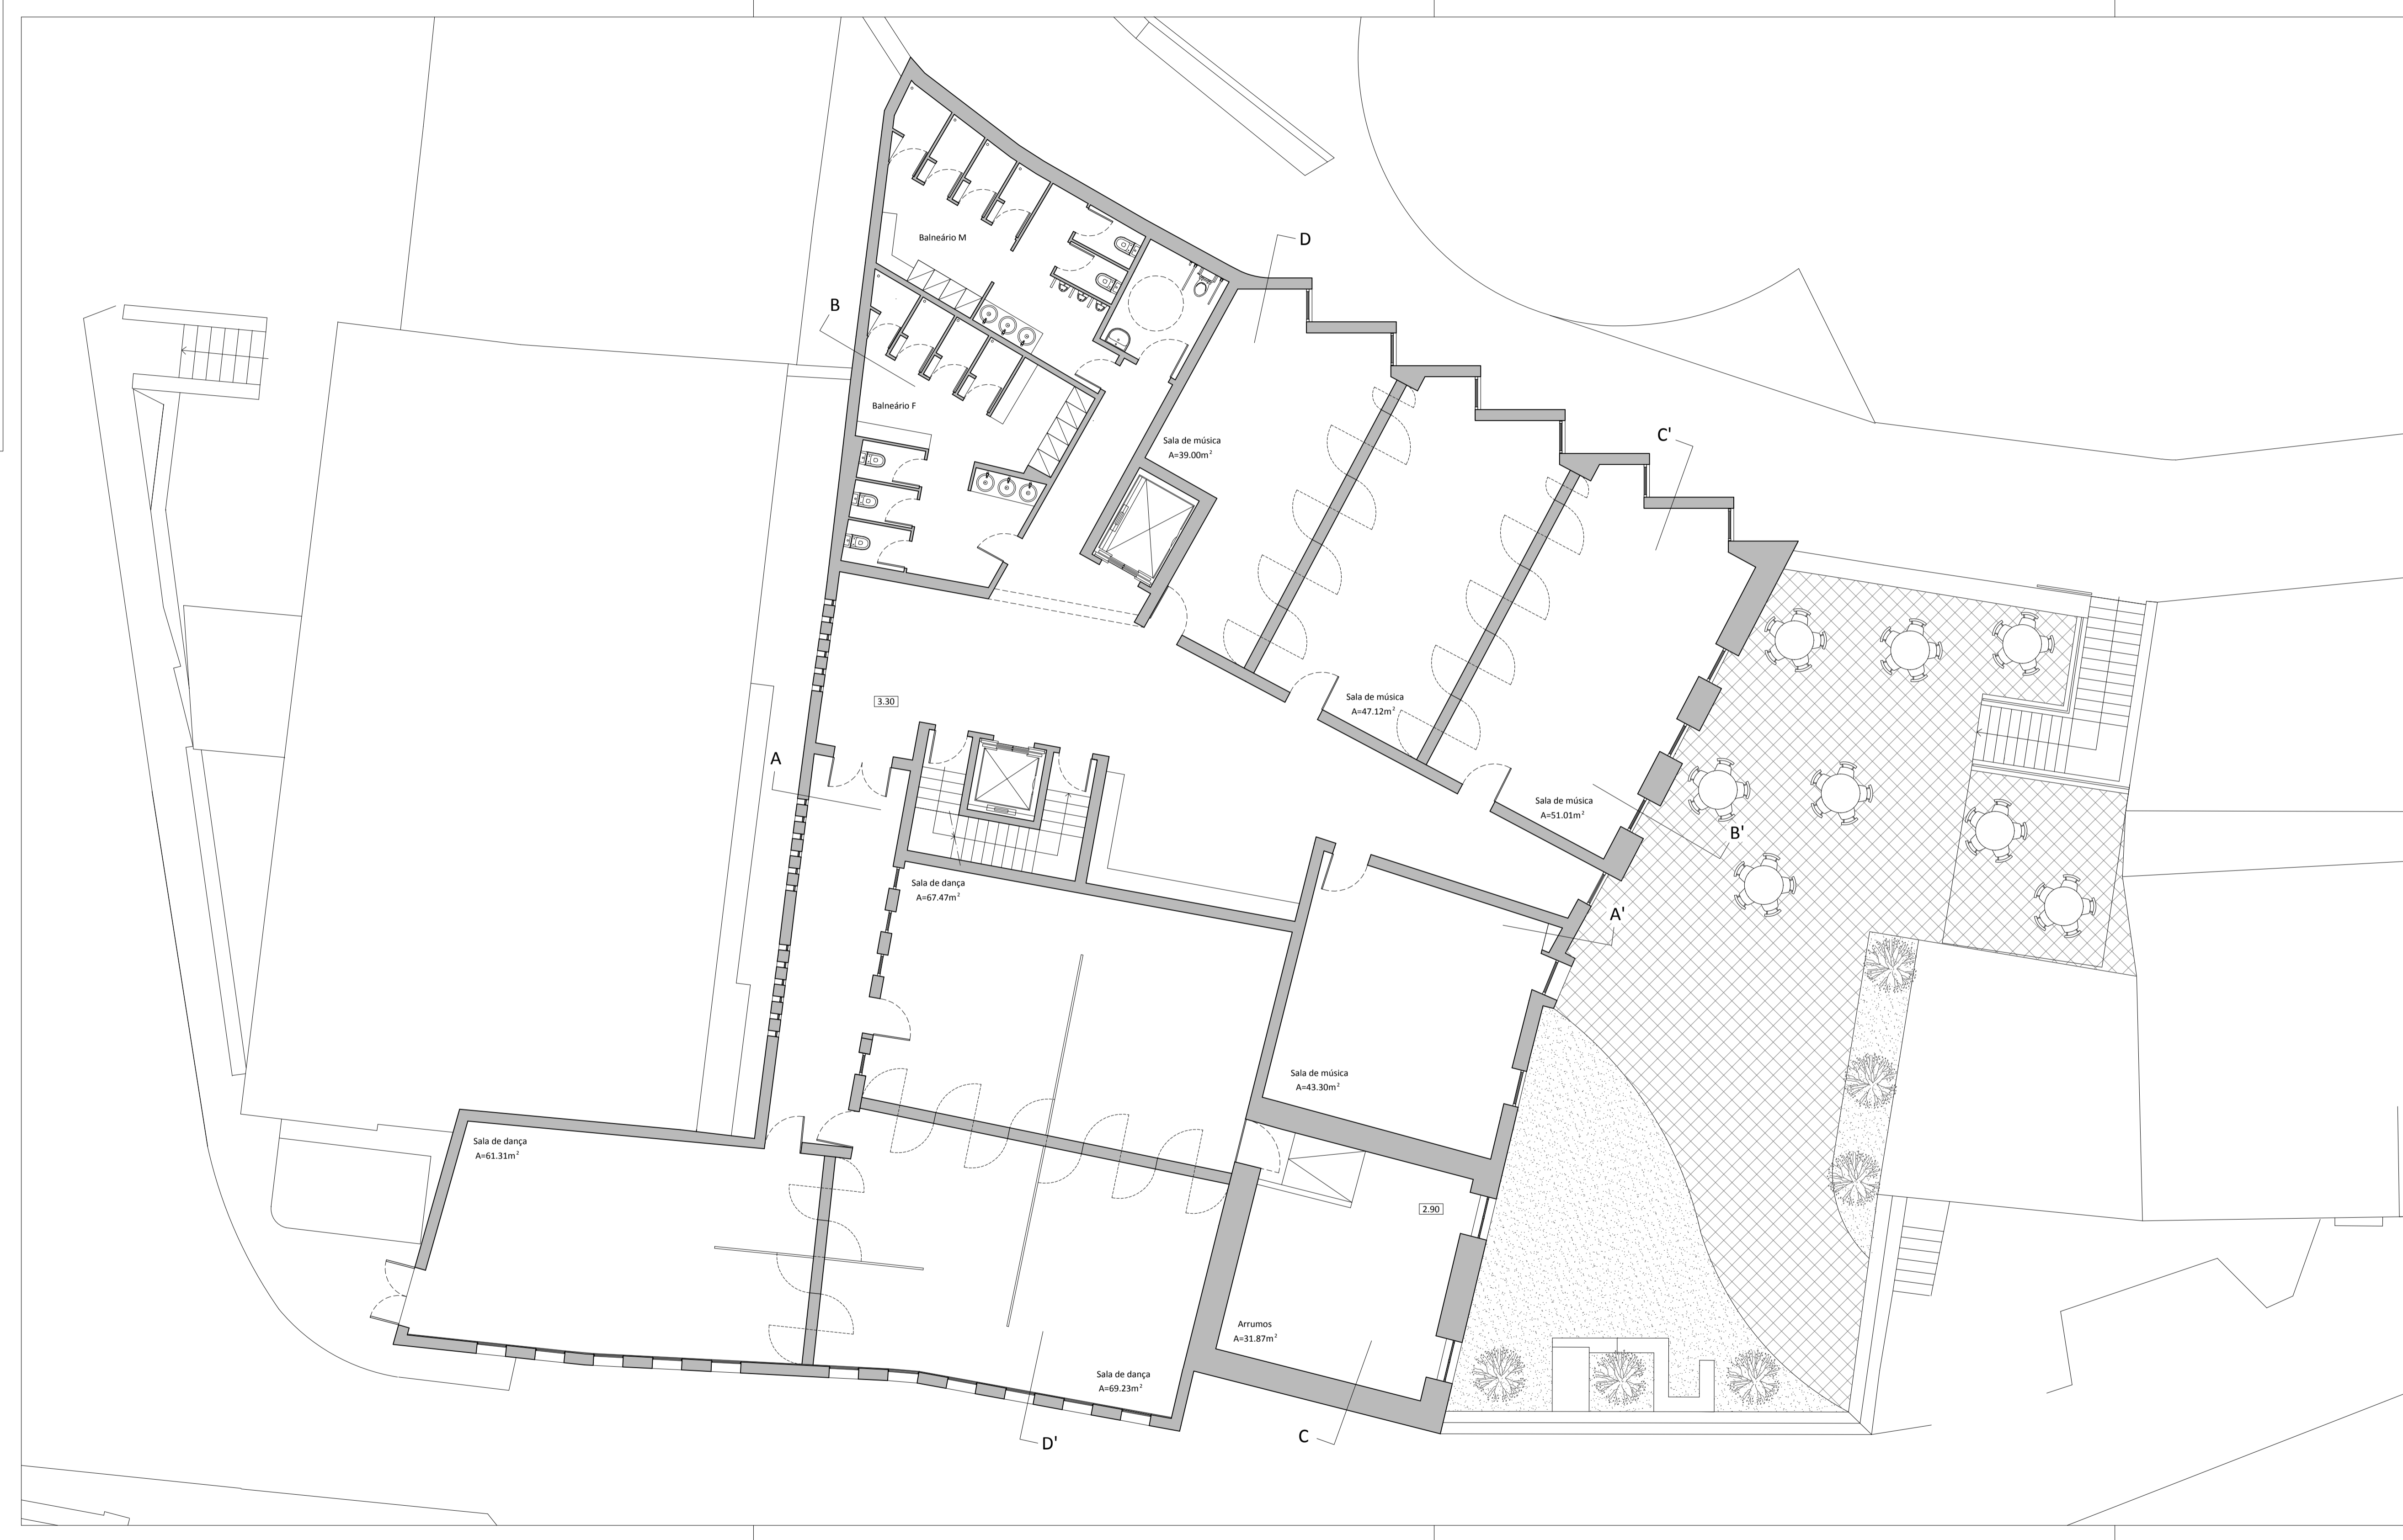 Balneário M
D
B
Balneário F
Sala de música
A=39.00m²
C'
3.30
Sala de música
A=47.12m²
A
Sala de música
A=51.01m²
B'
Sala de dança
A=67.47m²
A'
Sala de música
A=43.30m²
Sala de dança
A=61.31m²
2.90
Arrumos
A=31.87m²
Sala de dança
A=69.23m²
D'
C